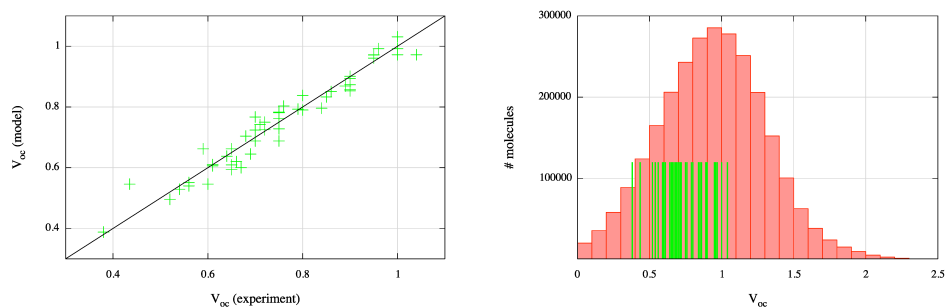 1
0.8
0.6
0.4
V_oc (model)
0.4 0.6 0.8 1
V_oc (experiment)
300000
200000
100000
# molecules
0 0.5 1 1.5 2 2.5
V_oc